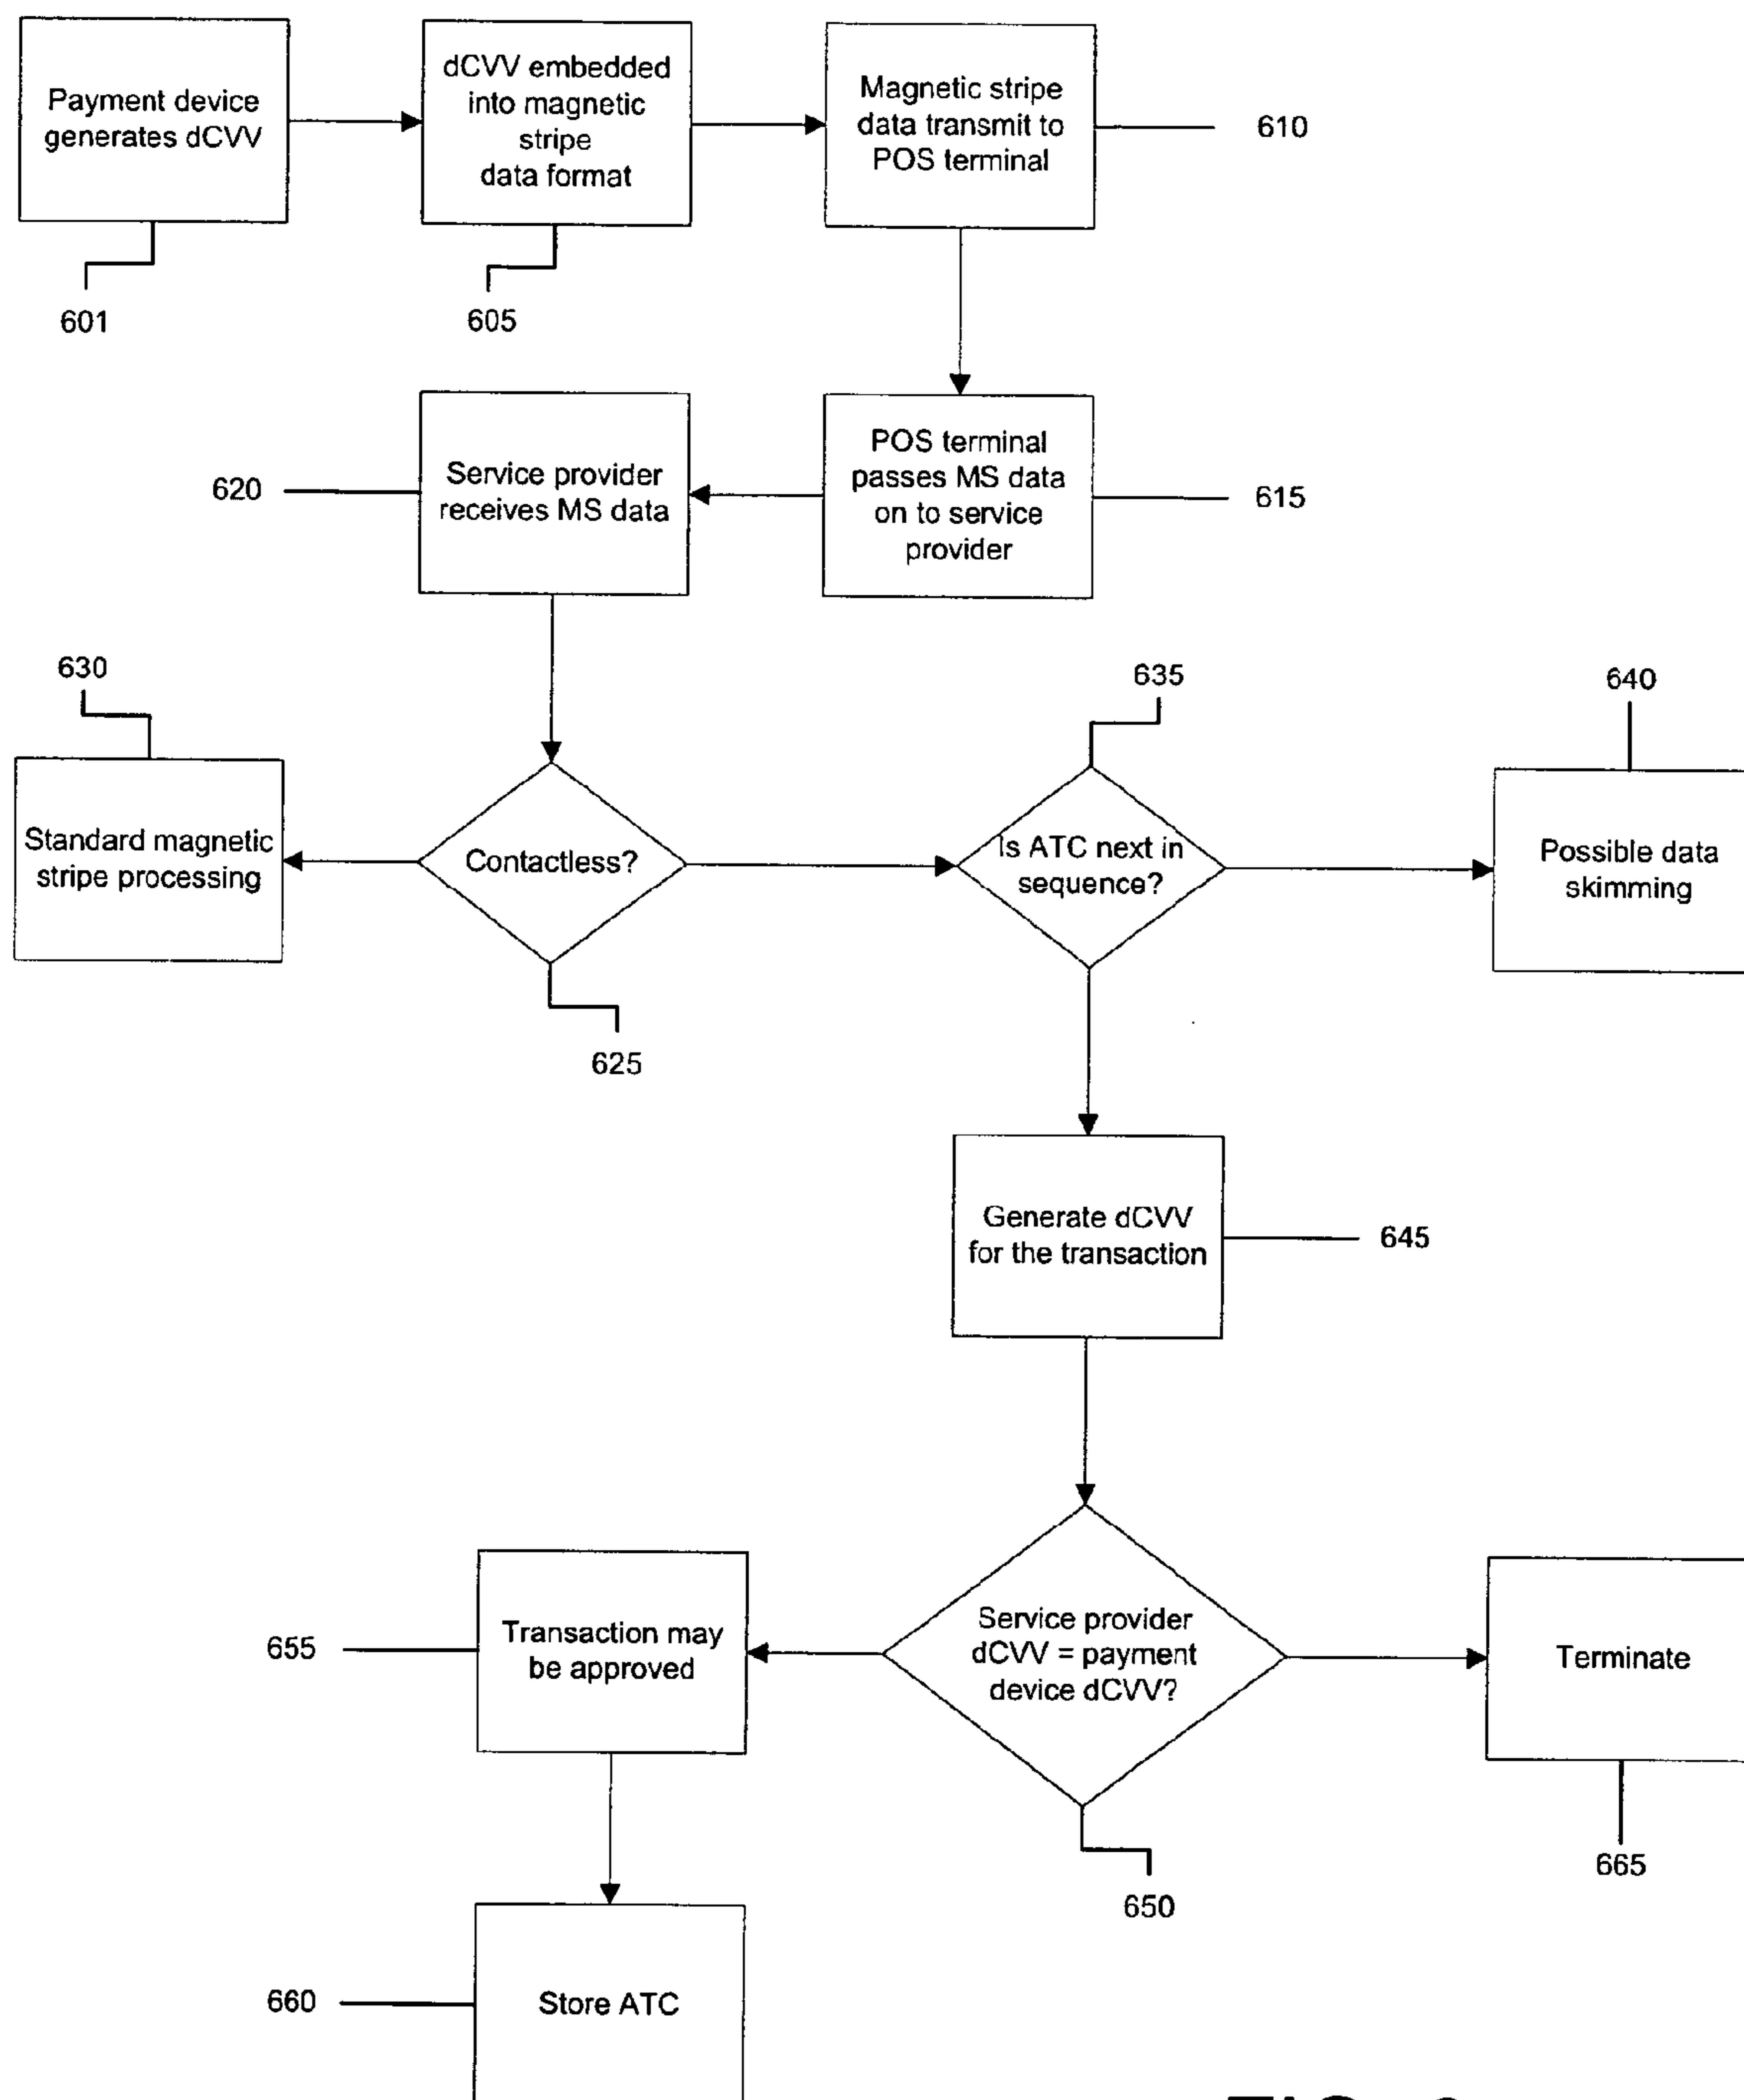 Payment device
generates dCVV
601
dCVV embedded
into magnetic
stripe
data format
605
Magnetic stripe
data transmit to
POS terminal
610
620
Service provider
receives MS data
POS terminal
passes MS data
on to service
provider
615
630
Standard magnetic
stripe processing
Contactless?
625
635
Is ATC next in
sequence?
640
Possible data
skimming
Generate dCVV
for the transaction
645
655
Transaction may
be approved
Service provider
dCVV = payment
device dCVV?
650
Terminate
665
660
Store ATC